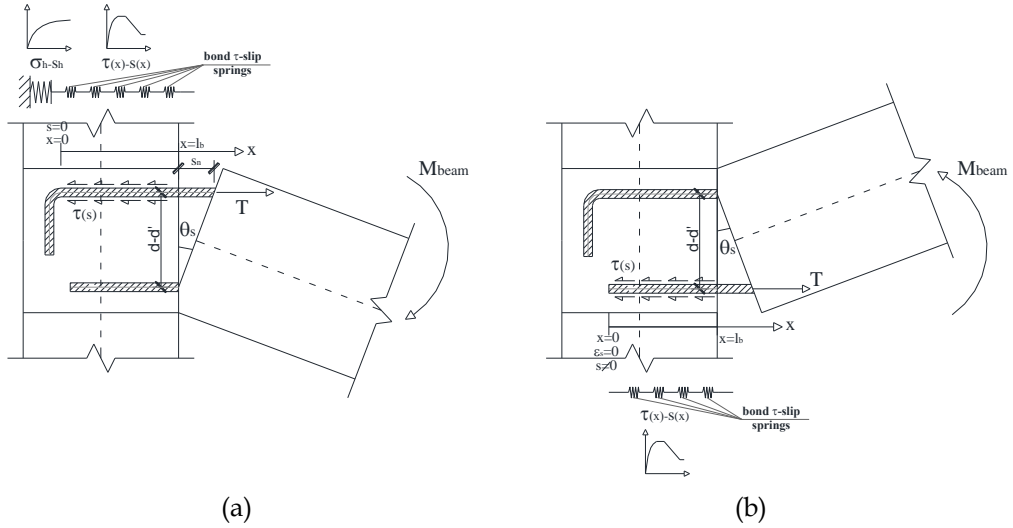 σh-Sh
τ(x)-S(x)
bond τ-slip
springs
s=0
x=0
x=lb
x
sn
Mbeam
τ(s)
T
d-d'
θs
(a)
Mbeam
θs
d-d'
τ(s)
T
x
x=0
x=lb
εs=0
s≠0
τ(x)-S(x)
bond τ-slip
springs
(b)